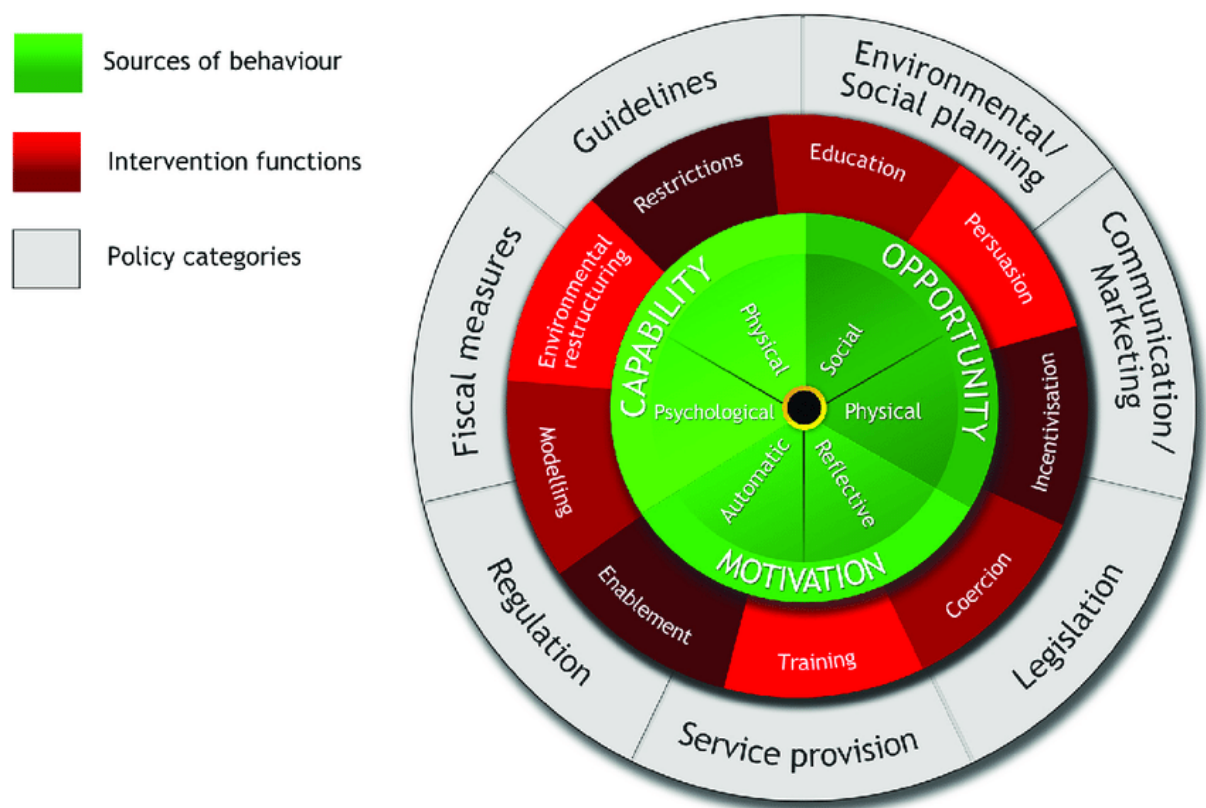 Sources of behaviour
Intervention functions
Policy categories
Guidelines
Environmental/
Social planning
Communication/
Marketing
Legislation
Service provision
Regulation
Fiscal measures
Restrictions
Education
Persuasion
Incentivisation
Coercion
Training
Enablement
Modelling
Environmental
restructuring
CAPABILITY
OPPORTUNITY
MOTIVATION
Physical
Social
Physical
Reflective
Automatic
Psychological